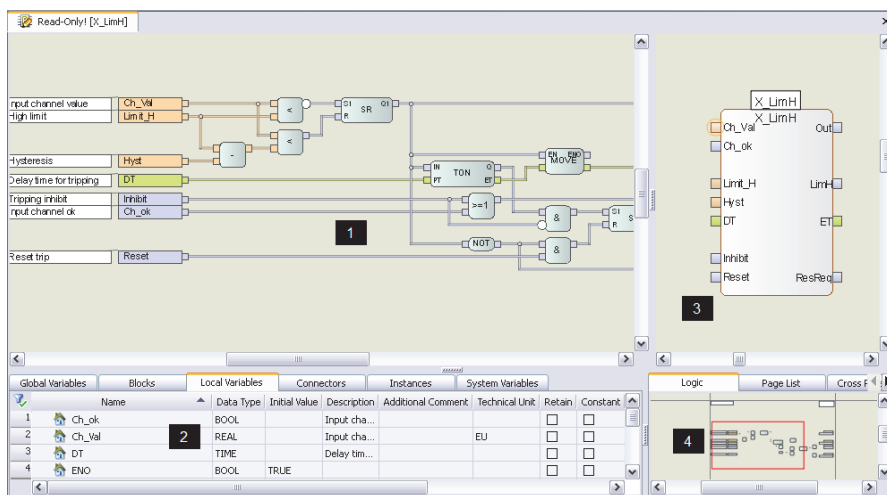 Read-Only! [X_LimH]
nput channel value Ch_Val
High limit Limit_H
< S1 SR Q1
R
<
-
Hysteresis Hyst
Delay time for tripping DT
IN TON Q
PT ET
EN ENO
MOVE
Tripping inhibit Inhibit
nput channel ok Ch_ok
>=1
&
S1 S
R
1
NOT
&
Reset trip Reset
X_LimH
X_LimH
Ch_Val Out
Ch_ok
Limit_H LimH
Hyst
DT ET
Inhibit
Reset ResReq
3
Global Variables Blocks Local Variables Connectors Instances System Variables
Name Data Type Initial Value Description Additional Comment Technical Unit Retain Constant
1 Ch_ok BOOL Input cha...
2 Ch_Val REAL Input cha... EU
3 DT TIME Delay tim...
4 ENO BOOL TRUE
2
Logic Page List Cross
4